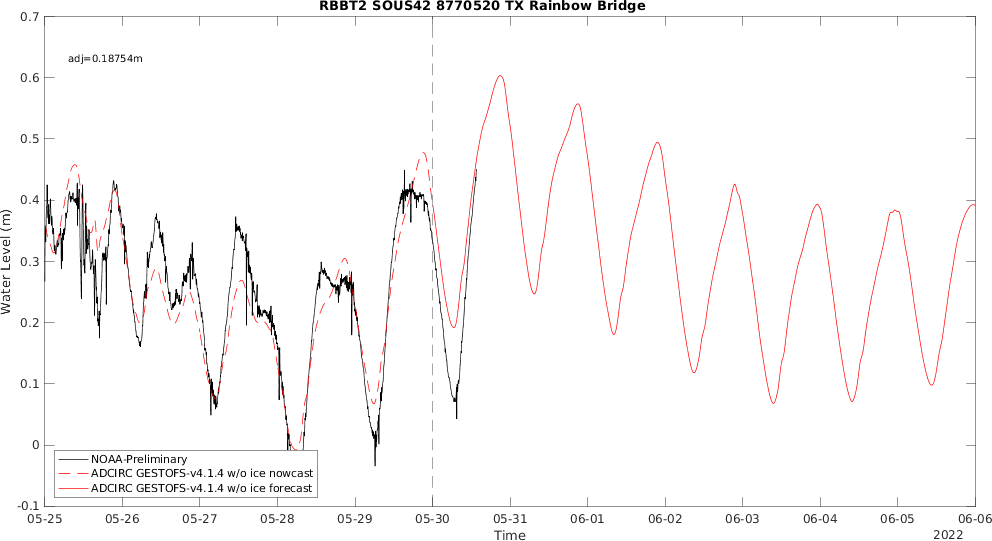 RBBT2 SOUS42 8770520 TX Rainbow Bridge
adj=0.18754m
0.7
0.6
0.5
0.4
0.3
0.2
0.1
0
-0.1
Water Level (m)
NOAA-Preliminary
ADCIRC GESTOFS-v4.1.4 w/o ice nowcast
ADCIRC GESTOFS-v4.1.4 w/o ice forecast
05-25 05-26 05-27 05-28 05-29 05-30 05-31 06-01 06-02 06-03 06-04 06-05 06-06
Time
2022